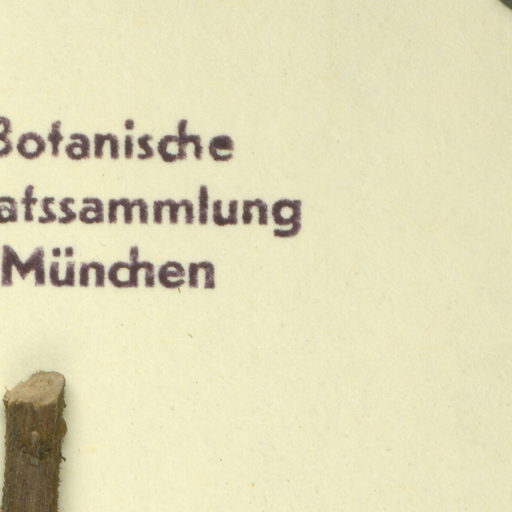 Botanische
atssammlung
München